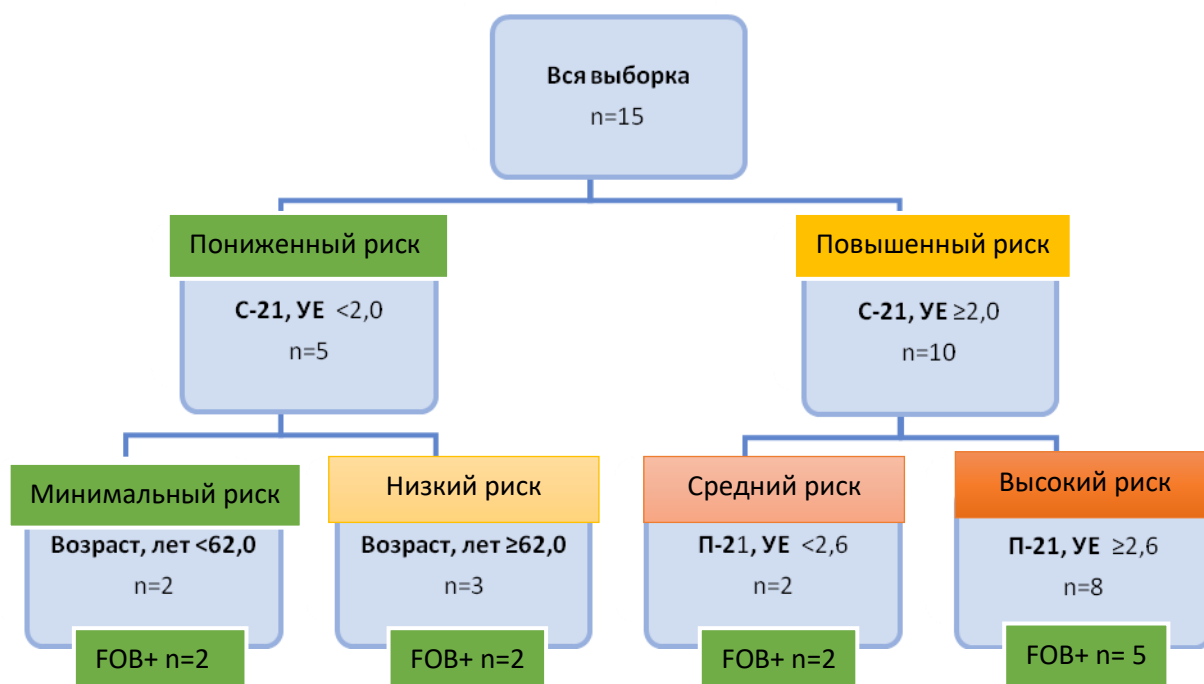 Вся выборка
n=15
Пониженный риск
Повышенный риск
С-21, УЕ <2,0
n=5
С-21, УЕ ≥2,0
n=10
Минимальный риск
Низкий риск
Средний риск
Высокий риск
Возраст, лет <62,0
n=2
Возраст, лет ≥62,0
n=3
П-21, УЕ <2,6
n=2
П-21, УЕ ≥2,6
n=8
FOB+ n=2
FOB+ n=2
FOB+ n=2
FOB+ n= 5